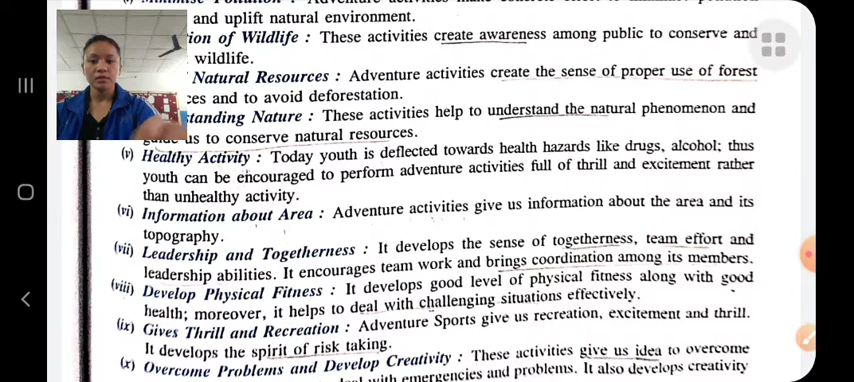 and uplift natural environment.
ion of Wildlife : These activities create awareness among public to conserve and
wildlife.
Natural Resources : Adventure activities create the sense of proper use of forest
ces and to avoid deforestation.
tanding Nature : These activities help to understand the natural phenomenon and
us to conserve natural resources.
(v) Healthy Activity : Today youth is deflected towards health hazards like drugs, alcohol; thus
youth can be encouraged to perform adventure activities full of thrill and excitement rather
than unhealthy activity.
(vi) Information about Area : Adventure activities give us information about the area and its
topography.
(vii) Leadership and Togetherness : It develops the sense of togetherness, team effort and
leadership abilities. It encourages team work and brings coordination among its members.
(viii) Develop Physical Fitness : It develops good level of physical fitness along with good
health; moreover, it helps to deal with challenging situations effectively.
(ix) Gives Thrill and Recreation : Adventure Sports give us recreation, excitement and thrill.
It develops the spirit of risk taking.
(x) Overcome Problems and Develop Creativity : These activities give us idea to overcome
with emergencies and problems. It also develops creativity